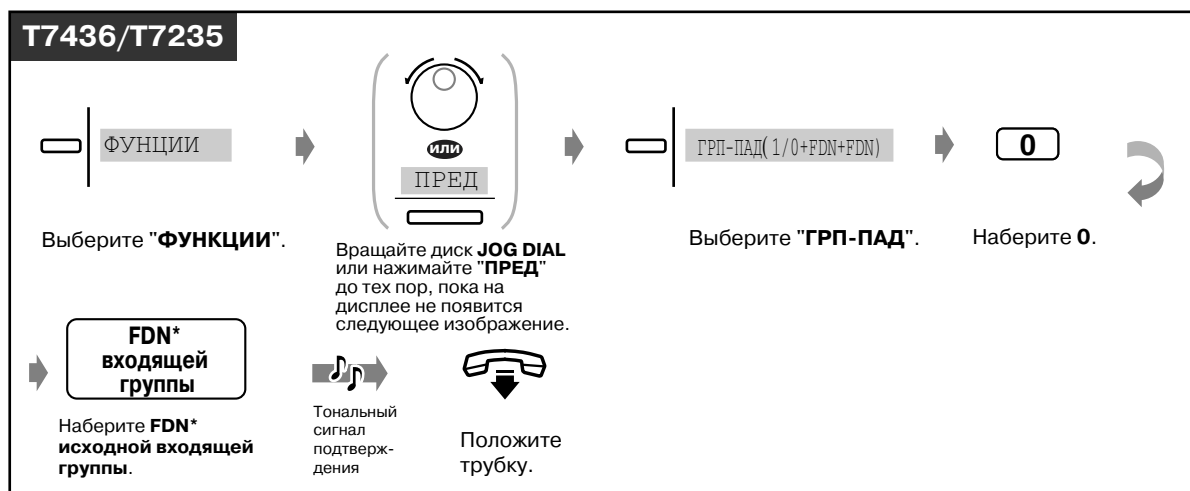 T7436/T7235
ФУНЦИИ
или
ПРЕД
ГРП-ПАД(1/0+FDN+FDN)
0
Выберите "ФУНКЦИИ".
Вращайте диск JOG DIAL
или нажимайте "ПРЕД"
до тех пор, пока на
дисплее не появится
следующее изображение.
Выберите "ГРП-ПАД".
Наберите 0.
FDN*
входящей
группы
Наберите FDN*
исходной входящей
группы.
Тональный
сигнал
подтверж-
дения
Положите
трубку.